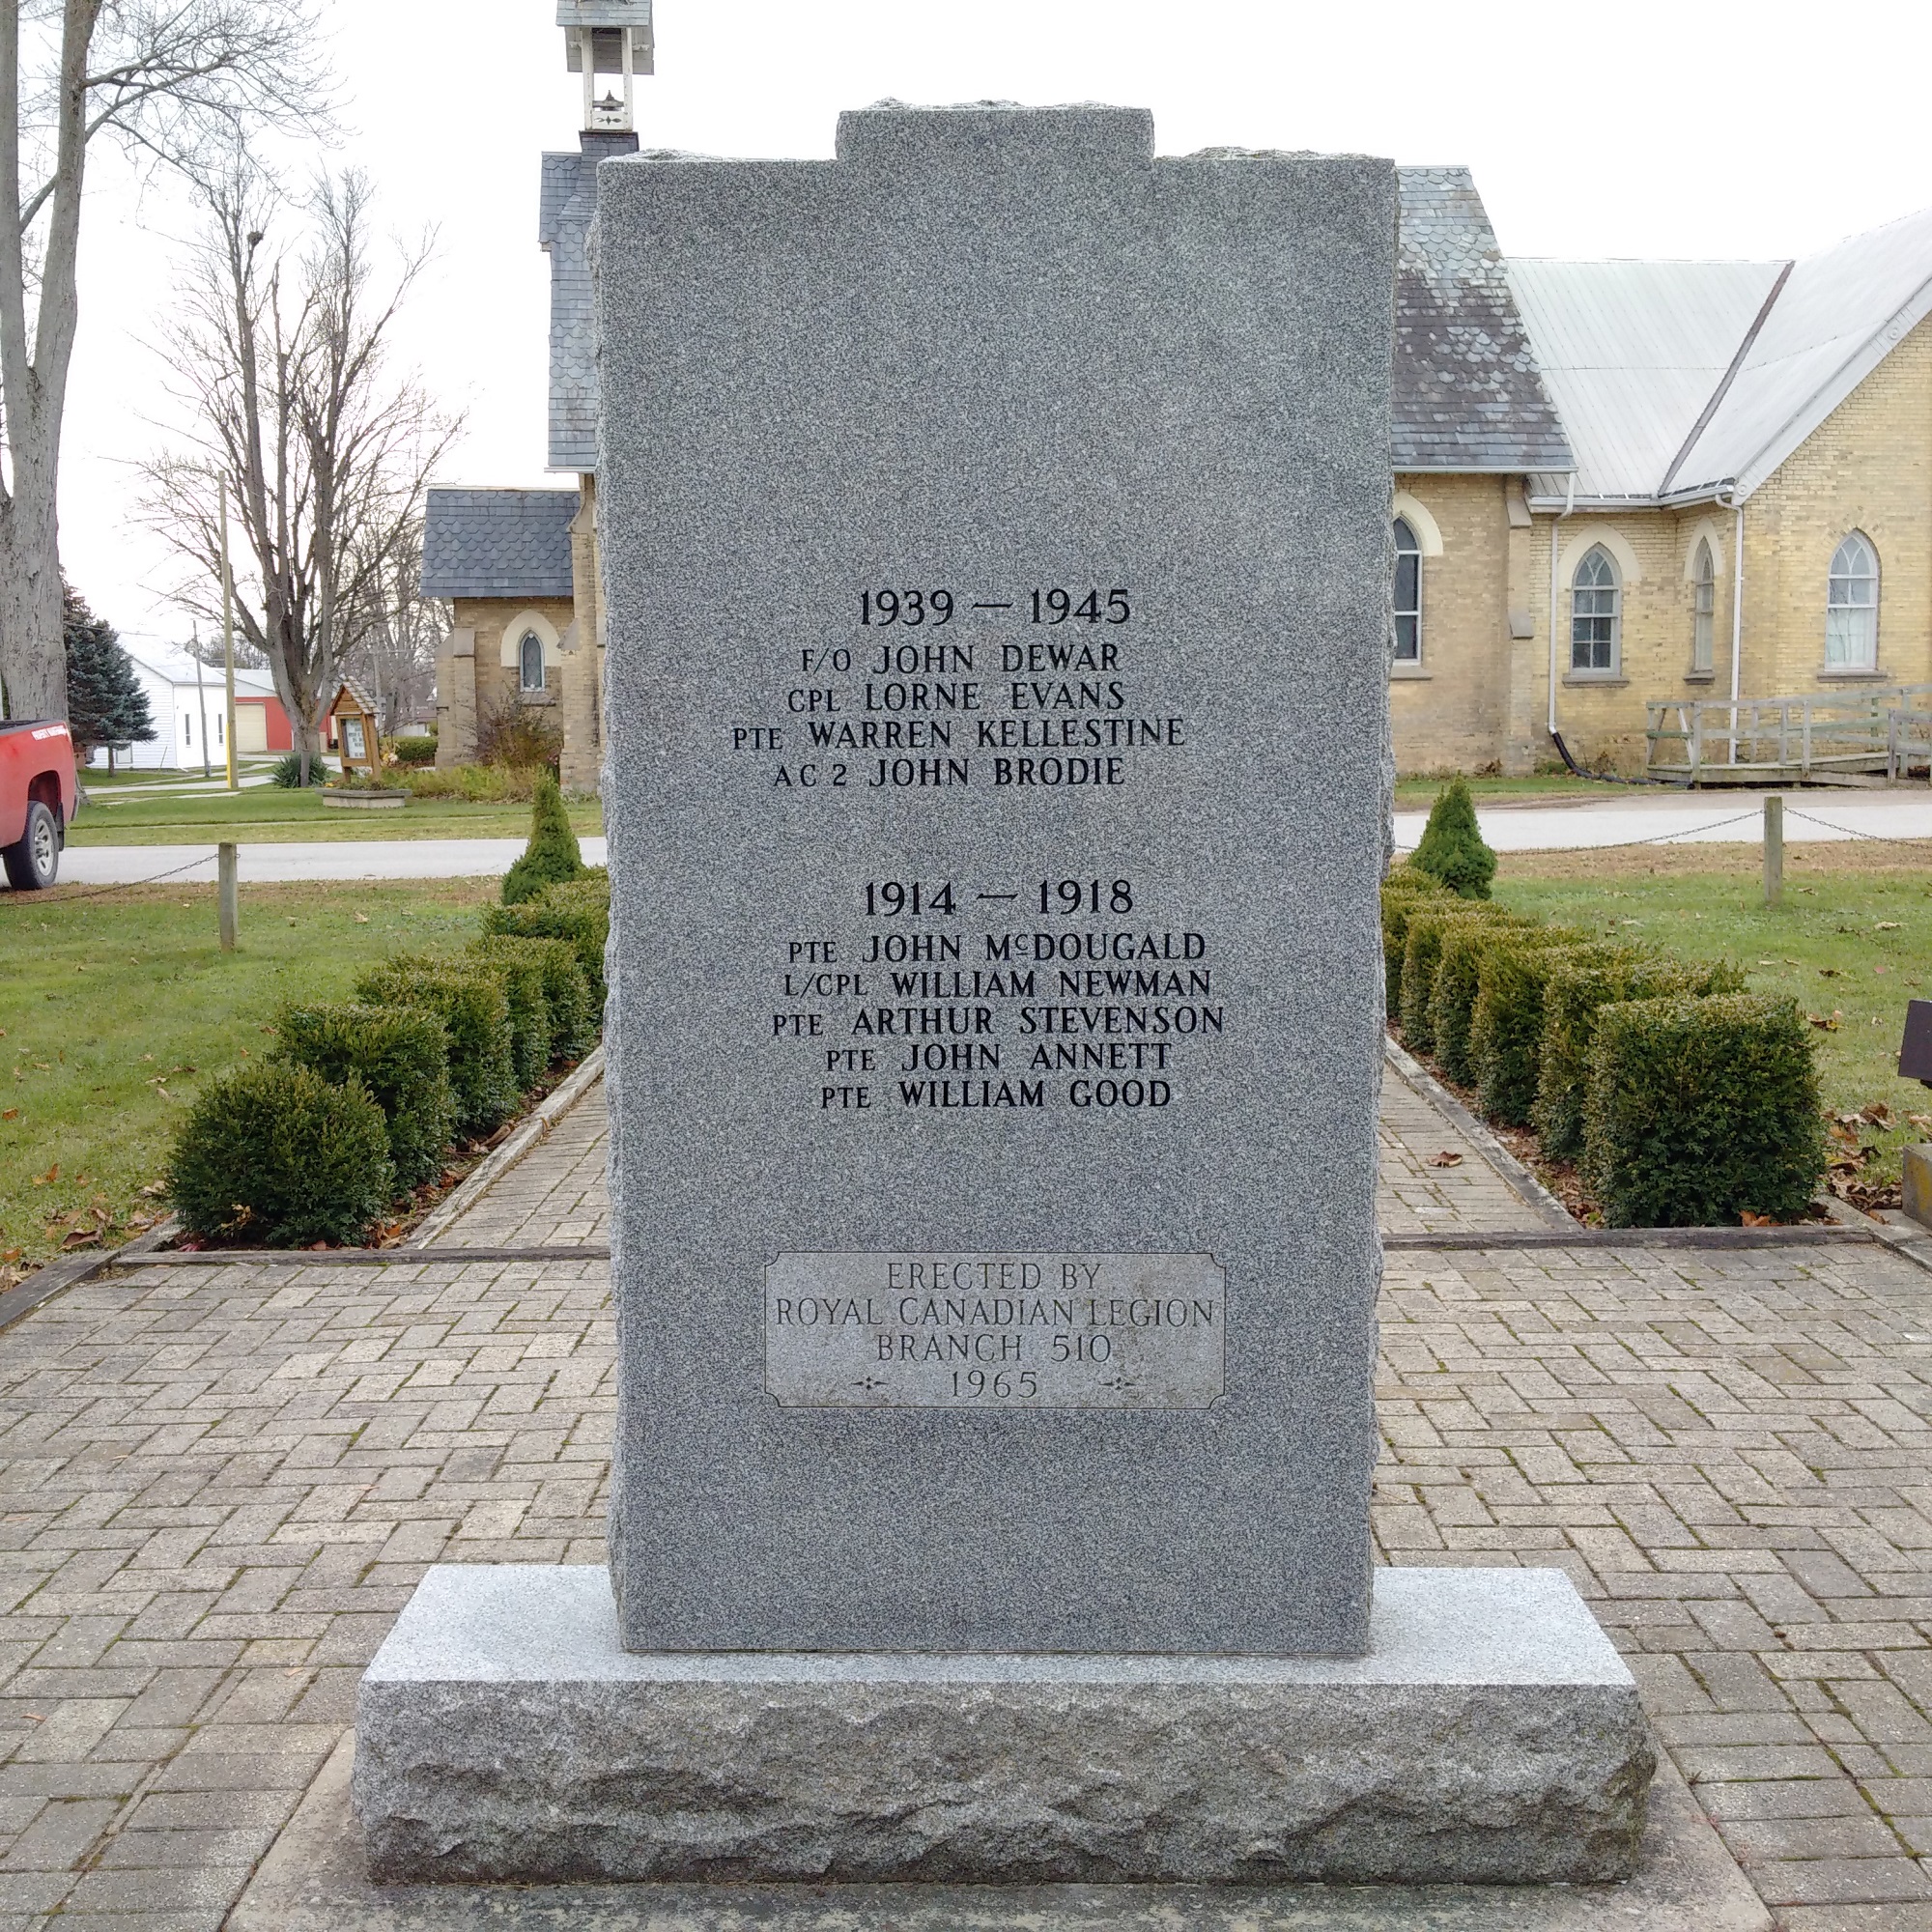 1939 — 1945
F/O JOHN DEWAR
CPL LORNE EVANS
PTE WARREN KELLESTINE
AC 2 JOHN BRODIE
1914 — 1918
PTE JOHN McDOUGALD
L/CPL WILLIAM NEWMAN
PTE ARTHUR STEVENSON
PTE JOHN ANNETT
PTE WILLIAM GOOD
ERECTED BY
ROYAL CANADIAN LEGION
BRANCH 510
1965